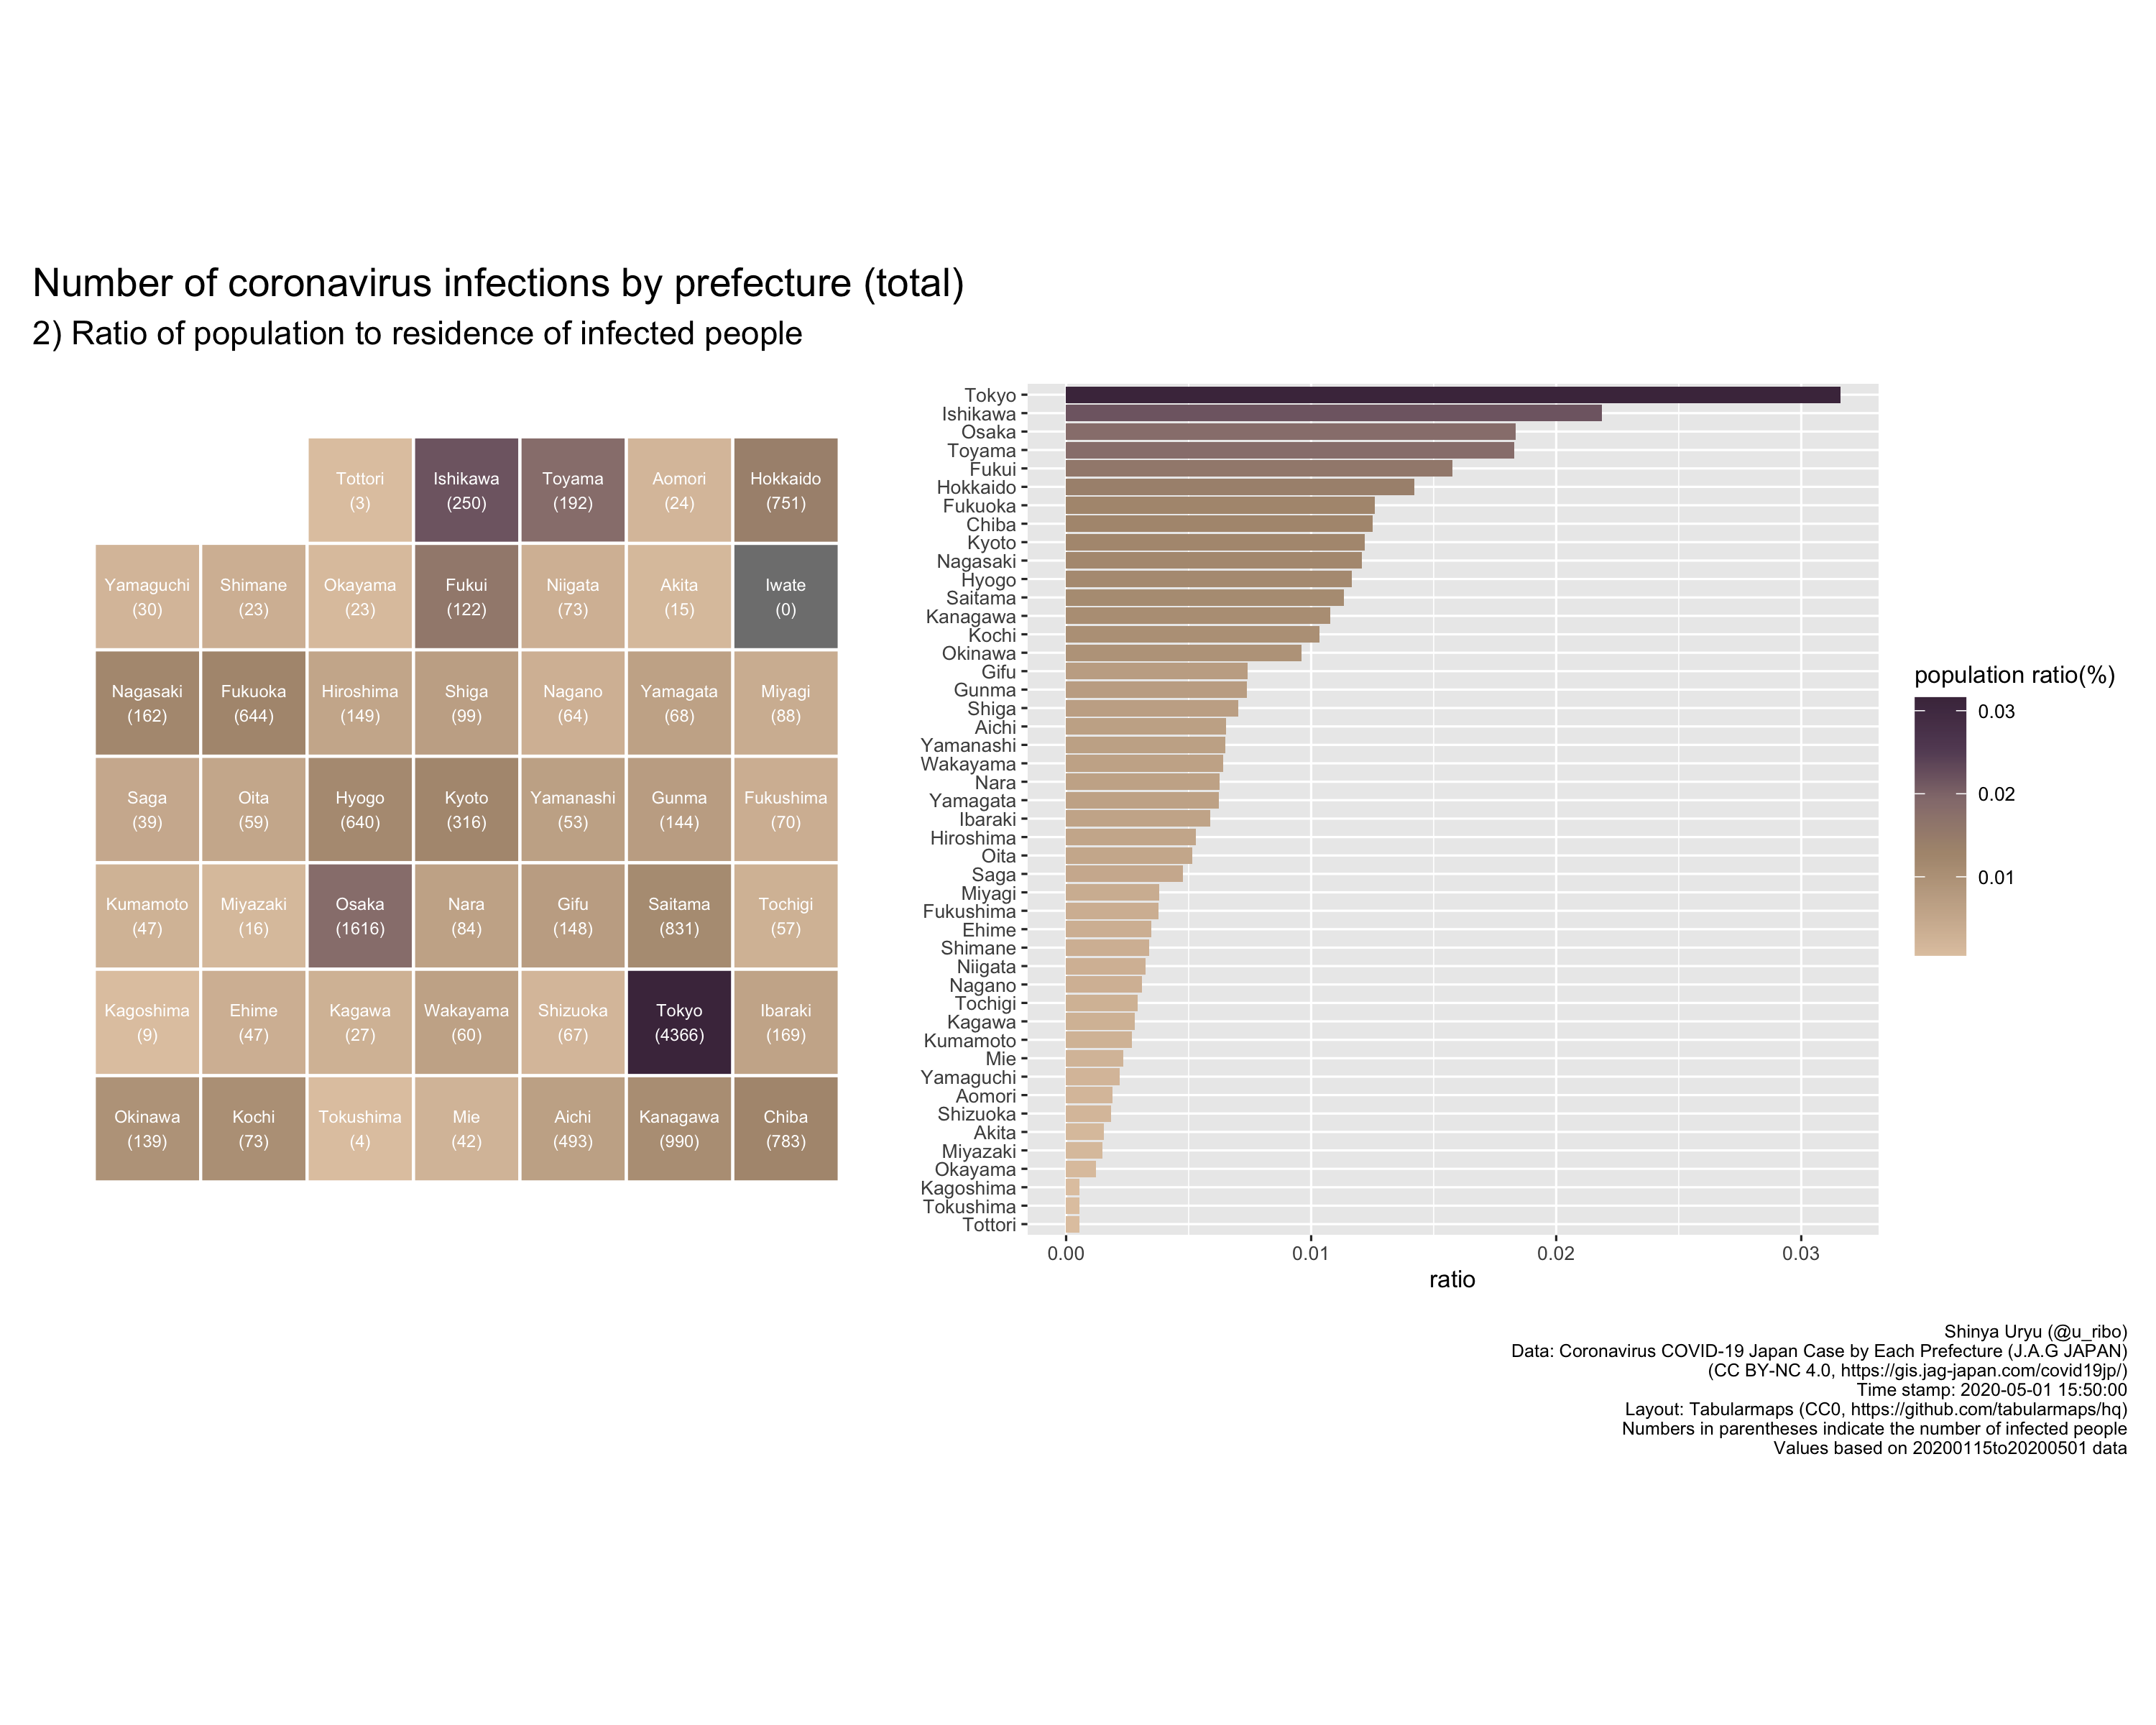 Number of coronavirus infections by prefecture (total)
2) Ratio of population to residence of infected people
Tottori
(3)
Ishikawa
(250)
Toyama
(192)
Aomori
(24)
Hokkaido
(751)
Yamaguchi
(30)
Shimane
(23)
Okayama
(23)
Fukui
(122)
Niigata
(73)
Akita
(15)
Iwate
(0)
Nagasaki
(162)
Fukuoka
(644)
Hiroshima
(149)
Shiga
(99)
Nagano
(64)
Yamagata
(68)
Miyagi
(88)
Saga
(39)
Oita
(59)
Hyogo
(640)
Kyoto
(316)
Yamanashi
(53)
Gunma
(144)
Fukushima
(70)
Kumamoto
(47)
Miyazaki
(16)
Osaka
(1616)
Nara
(84)
Gifu
(148)
Saitama
(831)
Tochigi
(57)
Kagoshima
(9)
Ehime
(47)
Kagawa
(27)
Wakayama
(60)
Shizuoka
(67)
Tokyo
(4366)
Ibaraki
(169)
Okinawa
(139)
Kochi
(73)
Tokushima
(4)
Mie
(42)
Aichi
(493)
Kanagawa
(990)
Chiba
(783)
Tokyo
Ishikawa
Osaka
Toyama
Fukui
Hokkaido
Fukuoka
Chiba
Kyoto
Nagasaki
Hyogo
Saitama
Kanagawa
Kochi
Okinawa
Gifu
Gunma
Shiga
Aichi
Yamanashi
Wakayama
Nara
Yamagata
Ibaraki
Hiroshima
Oita
Saga
Miyagi
Fukushima
Ehime
Shimane
Niigata
Nagano
Tochigi
Kagawa
Kumamoto
Mie
Yamaguchi
Aomori
Shizuoka
Akita
Miyazaki
Okayama
Kagoshima
Tokushima
Tottori
0.00
0.01
0.02
0.03
ratio
population ratio(%)
0.03
0.02
0.01
Shinya Uryu (@u_ribo)
Data: Coronavirus COVID-19 Japan Case by Each Prefecture (J.A.G JAPAN)
(CC BY-NC 4.0, https://gis.jag-japan.com/covid19jp/)
Time stamp: 2020-05-01 15:50:00
Layout: Tabularmaps (CC0, https://github.com/tabularmaps/hq)
Numbers in parentheses indicate the number of infected people
Values based on 20200115to20200501 data